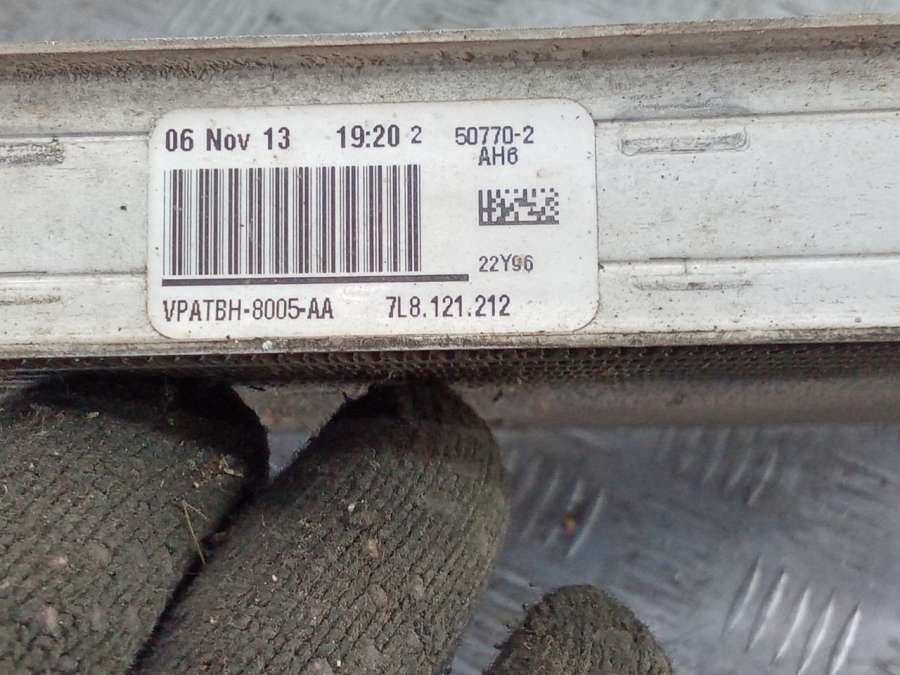 06 Nov 13 19:20 2 50770-2
AH6
22Y96
VPATBH-8005-AA 7L8.121.212